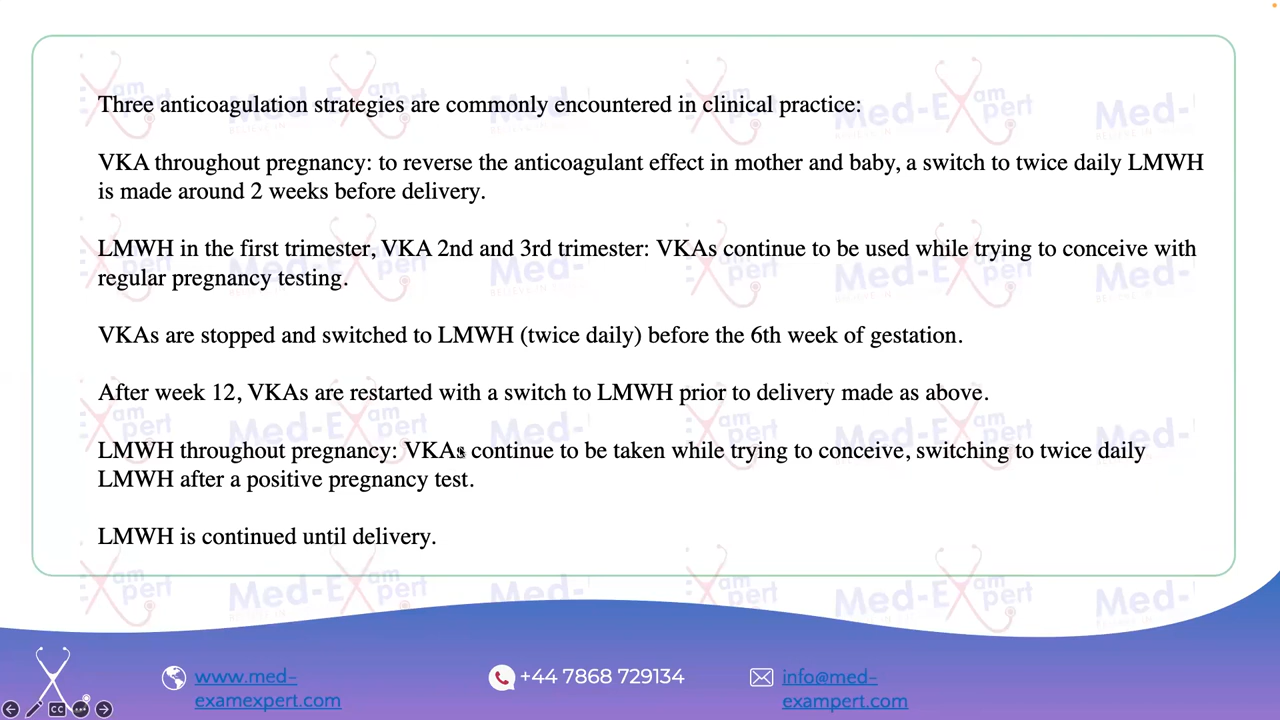 Three anticoagulation strategies are commonly encountered in clinical practice:
VKA throughout pregnancy: to reverse the anticoagulant effect in mother and baby, a switch to twice daily LMWH
is made around 2 weeks before delivery.
LMWH in the first trimester, VKA 2nd and 3rd trimester: VKAs continue to be used while trying to conceive with
regular pregnancy testing.
VKAs are stopped and switched to LMWH (twice daily) before the 6th week of gestation.
After week 12, VKAs are restarted with a switch to LMWH prior to delivery made as above.
LMWH throughout pregnancy: VKAs continue to be taken while trying to conceive, switching to twice daily
LMWH after a positive pregnancy test.
LMWH is continued until delivery.
www.med-
examexpert.com
+44 7868 729134
info@med-
exampert.com
CC